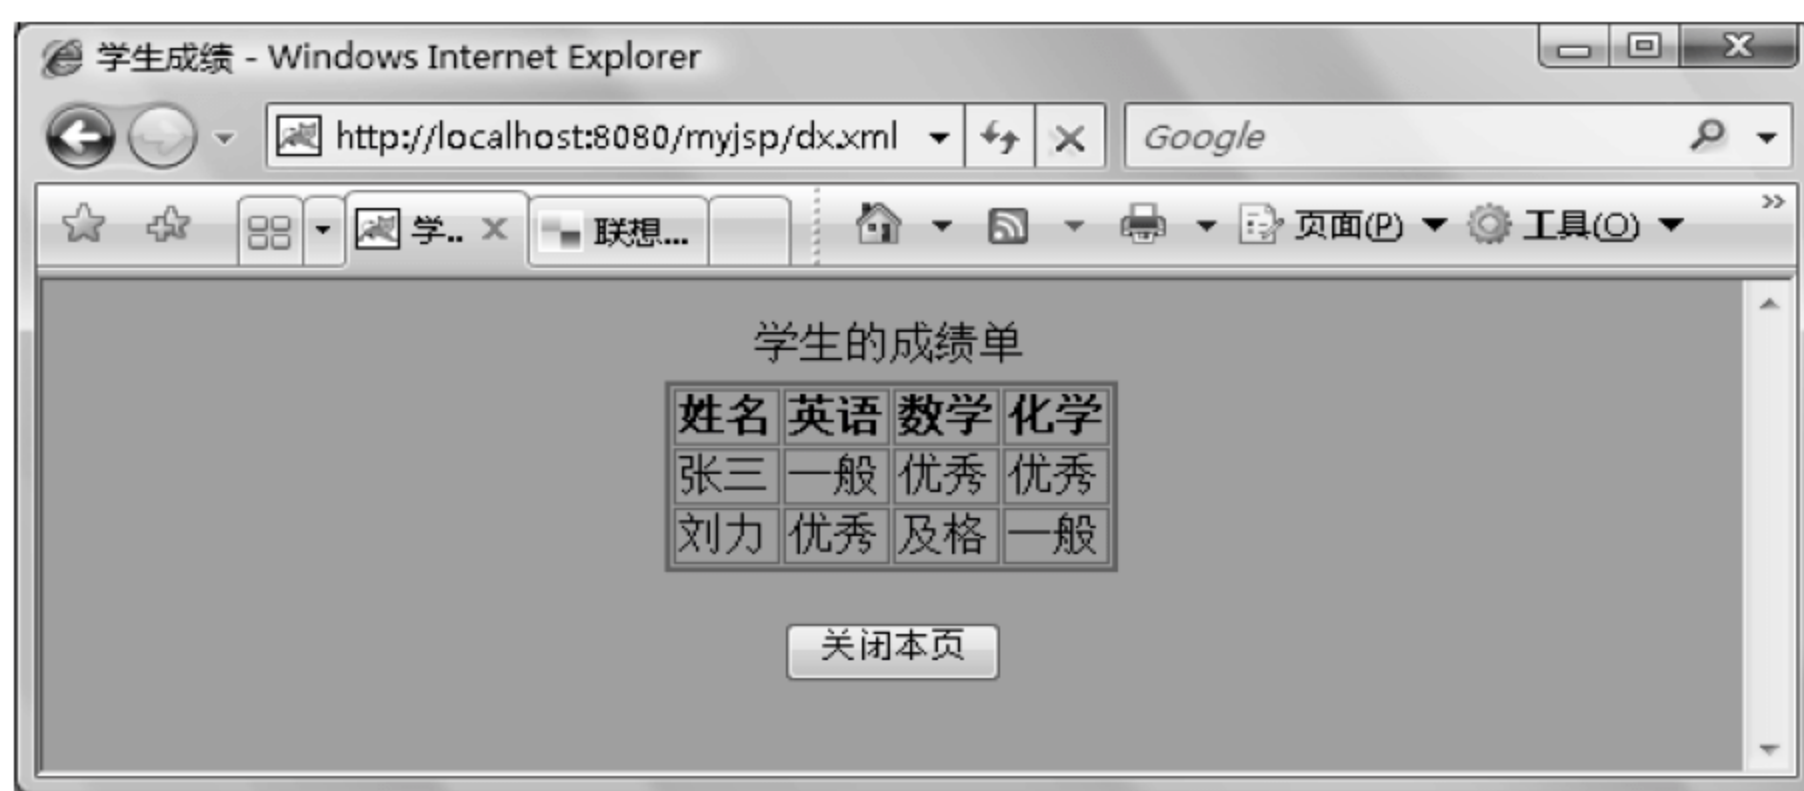 学生成绩 - Windows Internet Explorer
http://localhost:8080/myjsp/dx.xml Google
学.. 联想... 页面(P) 工具(O) »
学生的成绩单
姓名 英语 数学 化学
张三 一般 优秀 优秀
刘力 优秀 及格 一般
关闭本页